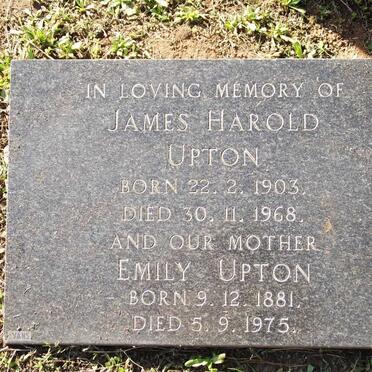 IN LOVING MEMORY OF
JAMES HAROLD
UPTON
BORN 22. 2. 1903.
DIED 30. 11. 1968.
AND OUR MOTHER
EMILY UPTON
BORN 9. 12. 1881.
DIED 5. 9. 1975.